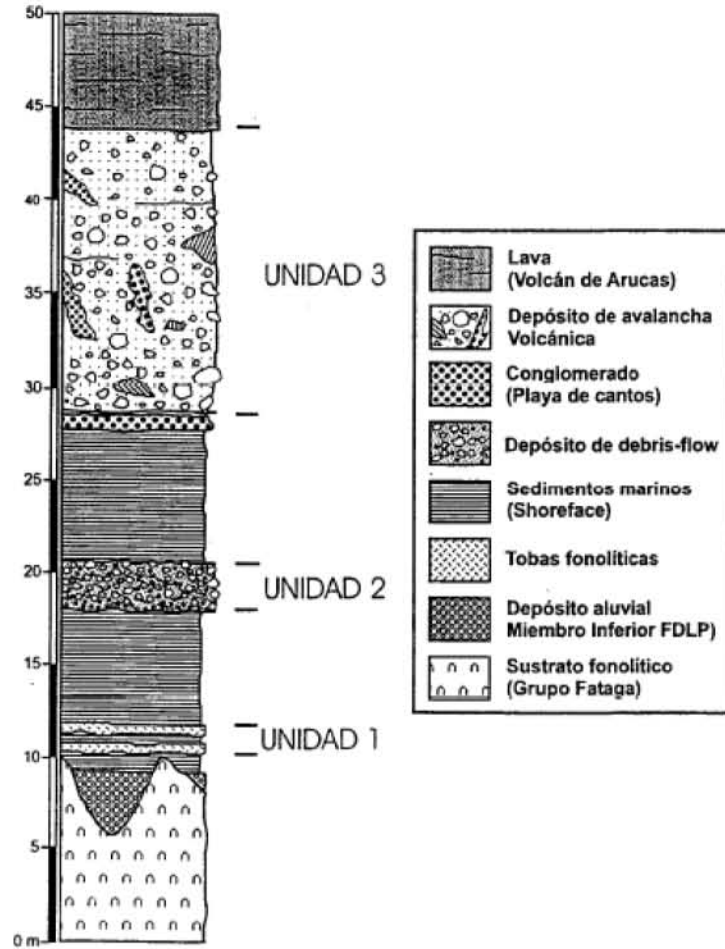 50
45
40
35
30
25
20
15
10
5
0 m
UNIDAD 3
UNIDAD 2
UNIDAD 1
Lava
(Volcán de Arucas)
Depósito de avalancha
Volcánica
Conglomerado
(Playa de cantos)
Depósito de debris-flow
Sedimentos marinos
(Shoreface)
Tobas fonolíticas
Depósito aluvial
Miembro Inferior FDLP)
Sustrato fonolítico
(Grupo Fataga)